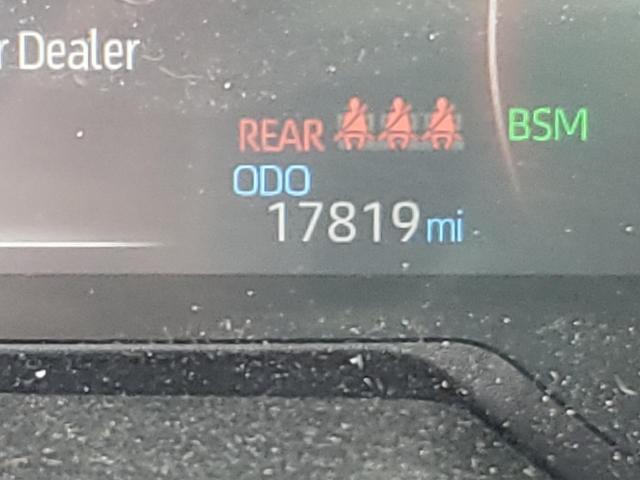 r Dealer
REAR
BSM
ODO
17819 mi